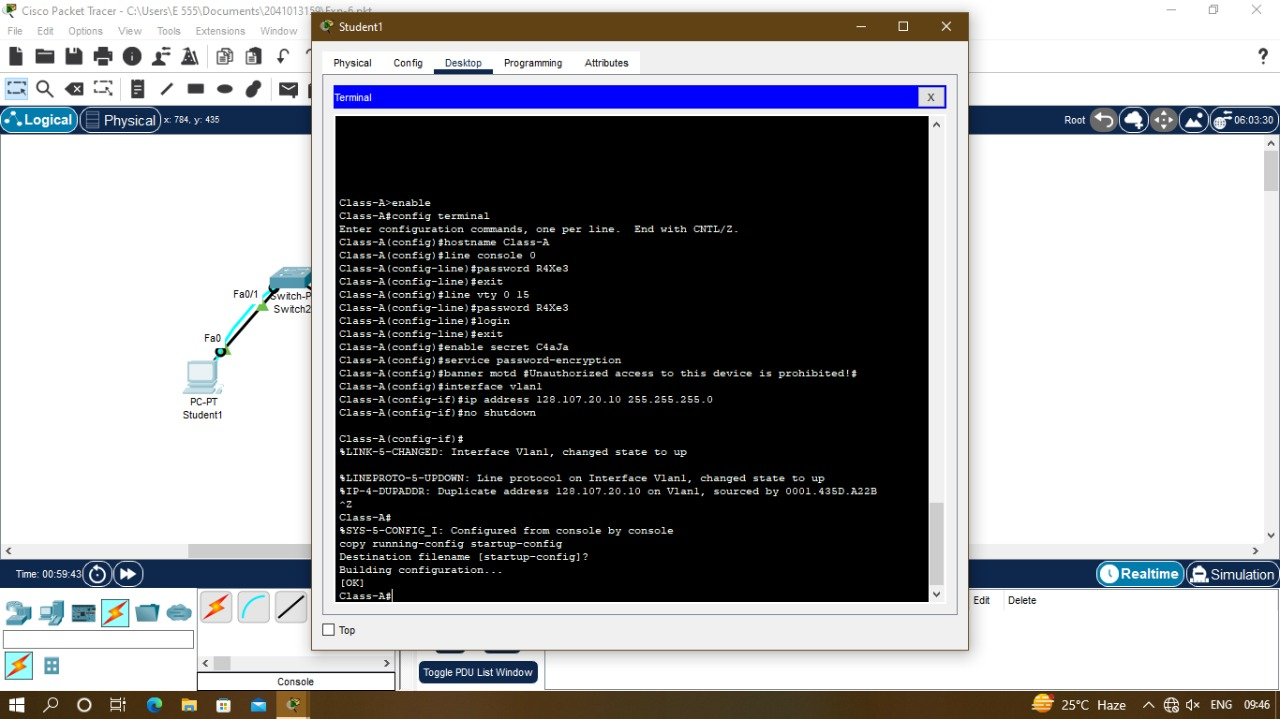 Cisco Packet Tracer - C:\Users\E 555\Documents\2041013159\Exp-6.pkt
File Edit Options View Tools Extensions Window
Student1
Physical Config Desktop Programming Attributes
Terminal
X
?
Logical Physical x: 784, y: 435
Root 06:03:30
Class-A>enable
Class-A#config terminal
Enter configuration commands, one per line.  End with CNTL/Z.
Class-A(config)#hostname Class-A
Class-A(config)#line console 0
Class-A(config-line)#password R4Xe3
Class-A(config-line)#exit
Class-A(config-line)#line vty 0 15
Class-A(config-line)#password R4Xe3
Class-A(config-line)#login
Class-A(config-line)#exit
Class-A(config)#enable secret C4aJa
Class-A(config)#service password-encryption
Class-A(config)#banner motd #Unauthorized access to this device is prohibited!#
Class-A(config)#interface vlan1
Class-A(config-if)#ip address 128.107.20.10 255.255.255.0
Class-A(config-if)#no shutdown
Class-A(config-if)#
%LINK-5-CHANGED: Interface Vlan1, changed state to up
%LINEPROTO-5-UPDOWN: Line protocol on Interface Vlan1, changed state to up
%IP-4-DUPADDR: Duplicate address 128.107.20.10 on Vlan1, sourced by 0001.435D.A22B
^Z
Class-A#
%SYS-5-CONFIG_I: Configured from console by console
copy running-config startup-config
Destination filename [startup-config]?
Building configuration...
[OK]
Class-A#
Top
Fa0/1
Switch-P
Switch2
Fa0
PC-PT
Student1
Time: 00:59:43
Realtime Simulation
Edit Delete
Toggle PDU List Window
Console
25°C Haze
ENG 09:46